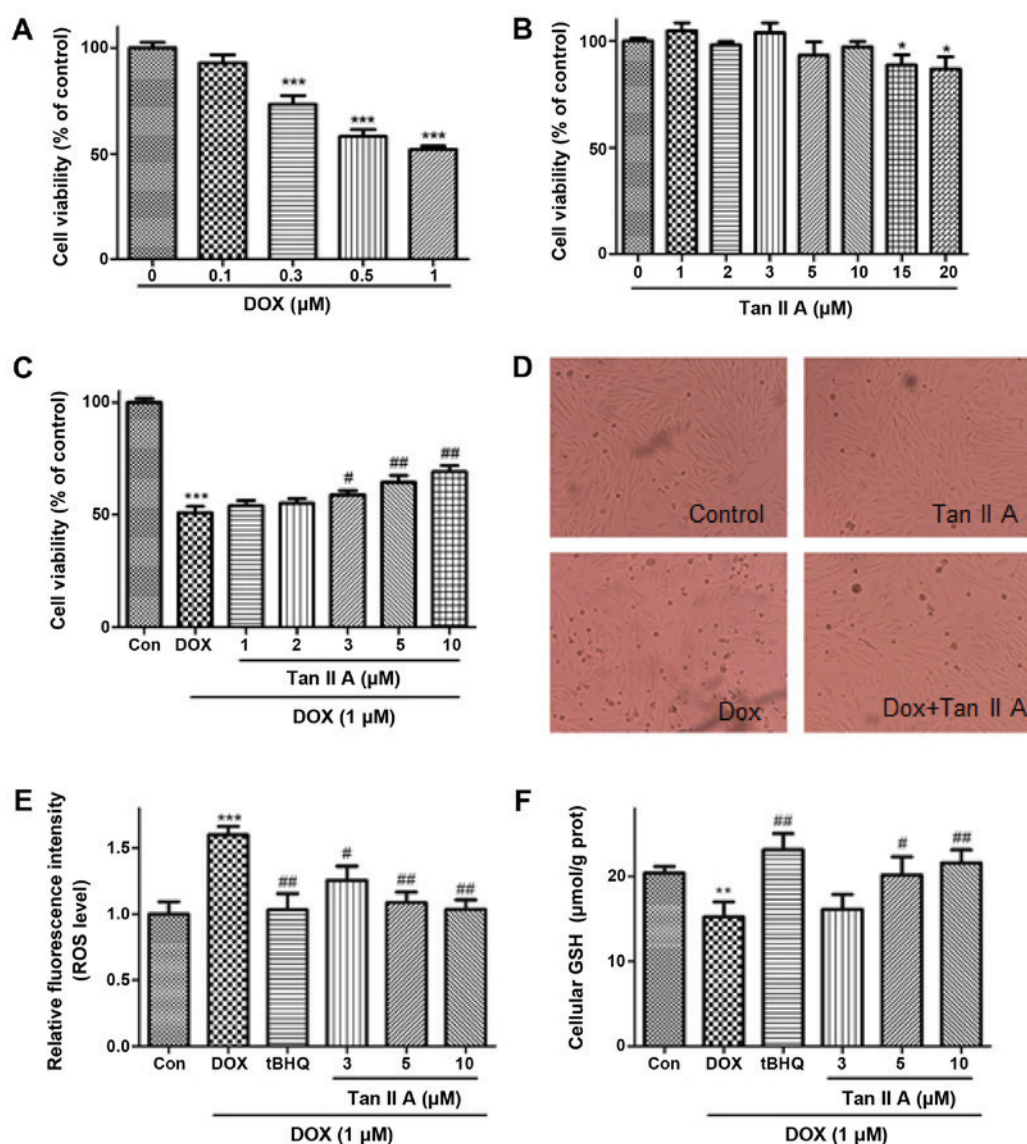 A
Cell viability (% of control)
100
50
0
***
***
***
0 0.1 0.3 0.5 1
DOX (µM)
B
Cell viability (% of control)
100
50
0
* *
0 1 2 3 5 10 15 20
Tan II A (µM)
C
Cell viability (% of control)
100
50
0
***
#
##
##
Con DOX 1 2 3 5 10
Tan II A (µM)
DOX (1 µM)
D
Control
Tan II A
Dox
Dox+Tan II A
E
Relative fluorescence intensity
(ROS level)
1.5
1.0
0.5
0.0
***
##
#
##
##
Con DOX tBHQ 3 5 10
Tan II A (µM)
DOX (1 µM)
F
Cellular GSH (µmol/g prot)
20
10
0
**
##
#
##
Con DOX tBHQ 3 5 10
Tan II A (µM)
DOX (1 µM)